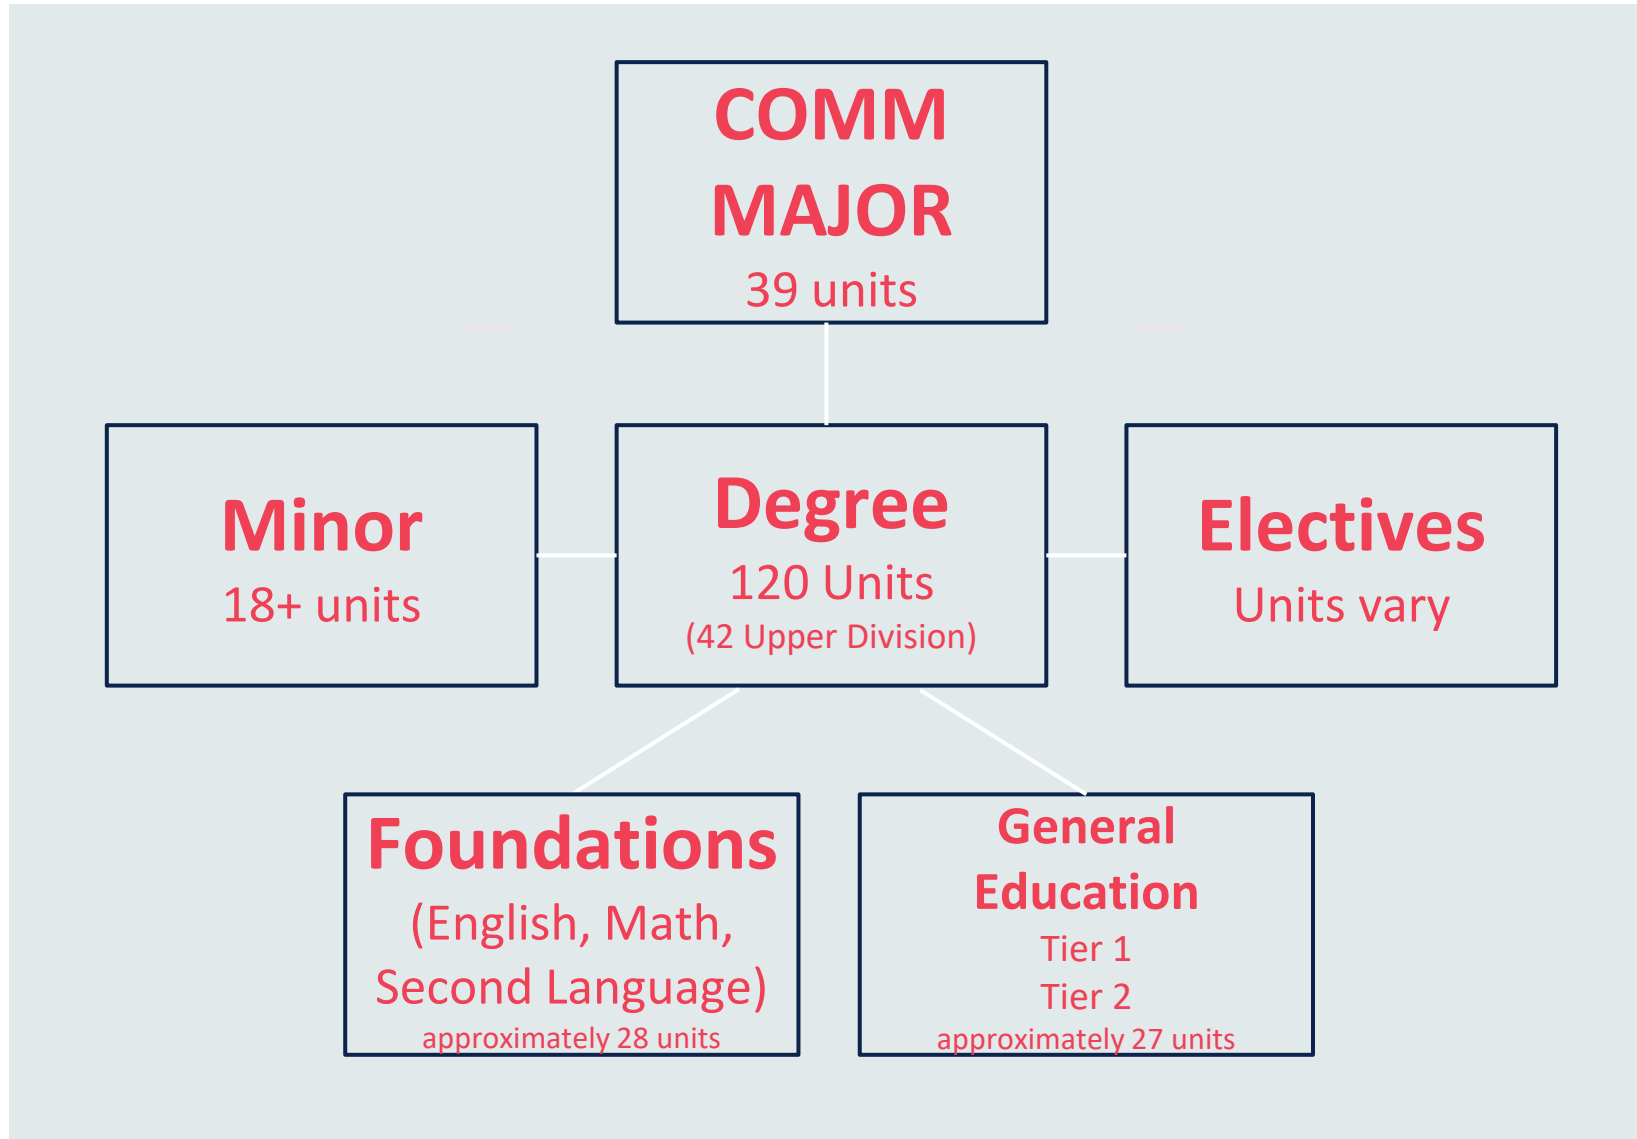 COMM
MAJOR
39 units
Minor
18+ units
Degree
120 Units
(42 Upper Division)
Electives
Units vary
Foundations
(English, Math,
Second Language)
approximately 28 units
General
Education
Tier 1
Tier 2
approximately 27 units